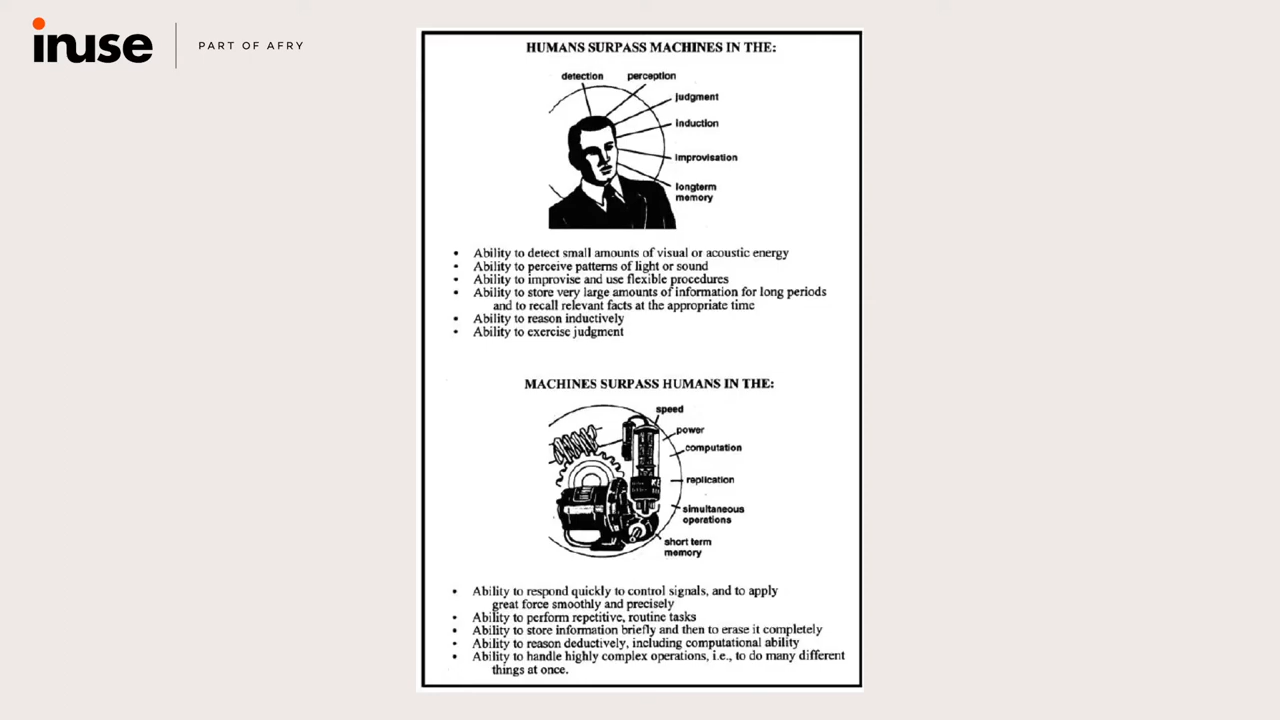 inuse
PART OF AFRY
HUMANS SURPASS MACHINES IN THE:
detection
perception
judgment
induction
improvisation
longterm
memory
• Ability to detect small amounts of visual or acoustic energy
• Ability to perceive patterns of light or sound
• Ability to improvise and use flexible procedures
• Ability to store very large amounts of information for long periods
and to recall relevant facts at the appropriate time
• Ability to reason inductively
• Ability to exercise judgment
MACHINES SURPASS HUMANS IN THE:
speed
power
computation
replication
simultaneous
operations
short term
memory
• Ability to respond quickly to control signals, and to apply
great force smoothly and precisely
• Ability to perform repetitive, routine tasks
• Ability to store information briefly and then to erase it completely
• Ability to reason deductively, including computational ability
• Ability to handle highly complex operations, i.e., to do many different
things at once.